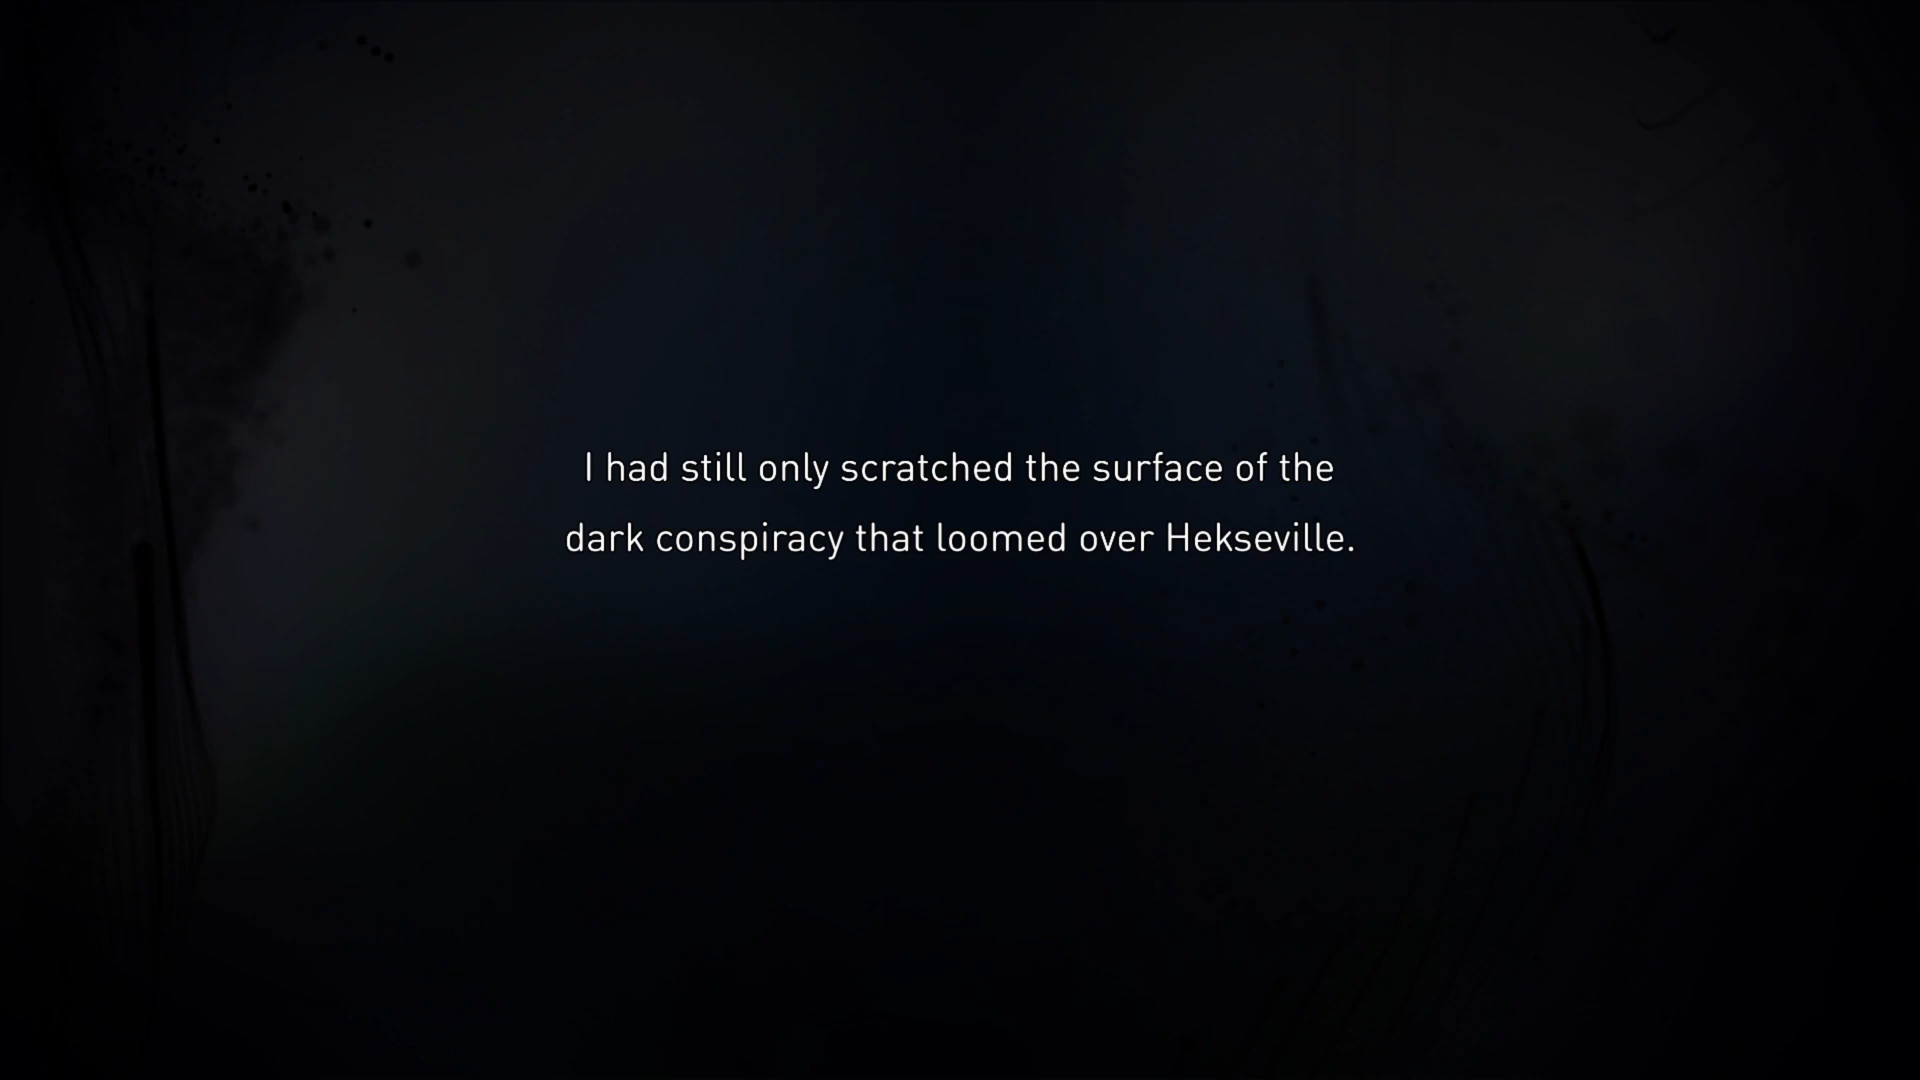 I had still only scratched the surface of the
dark conspiracy that loomed over Hekseville.